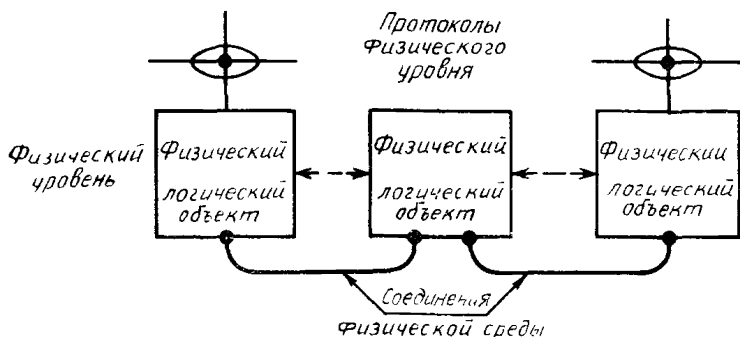 Протоколы
Физического
уровня
Физический
уровень
Физический
логический
объект
Физический
логический
объект
Физический
логический
объект
Соединения
Физической среды